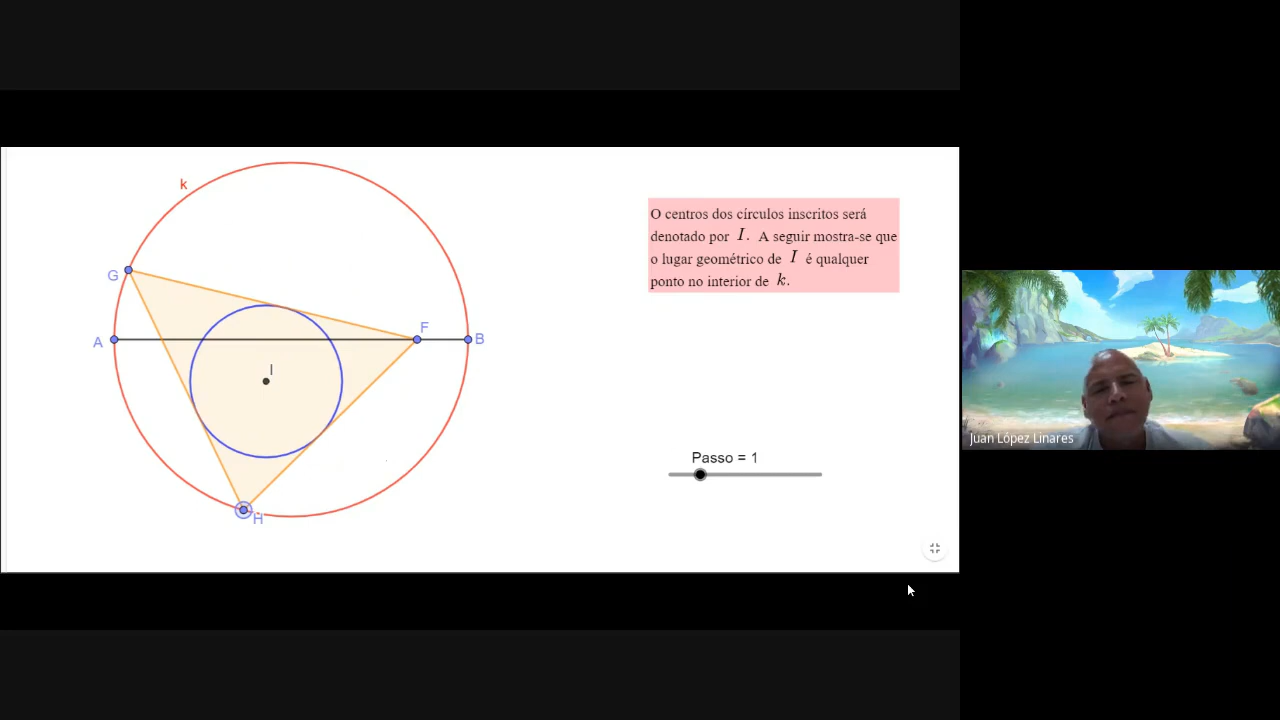 k
G
F
A
B
I
H
O centros dos círculos inscritos será
denotado por I. A seguir mostra-se que
o lugar geométrico de I é qualquer
ponto no interior de k.
Passo = 1
Juan López Linares